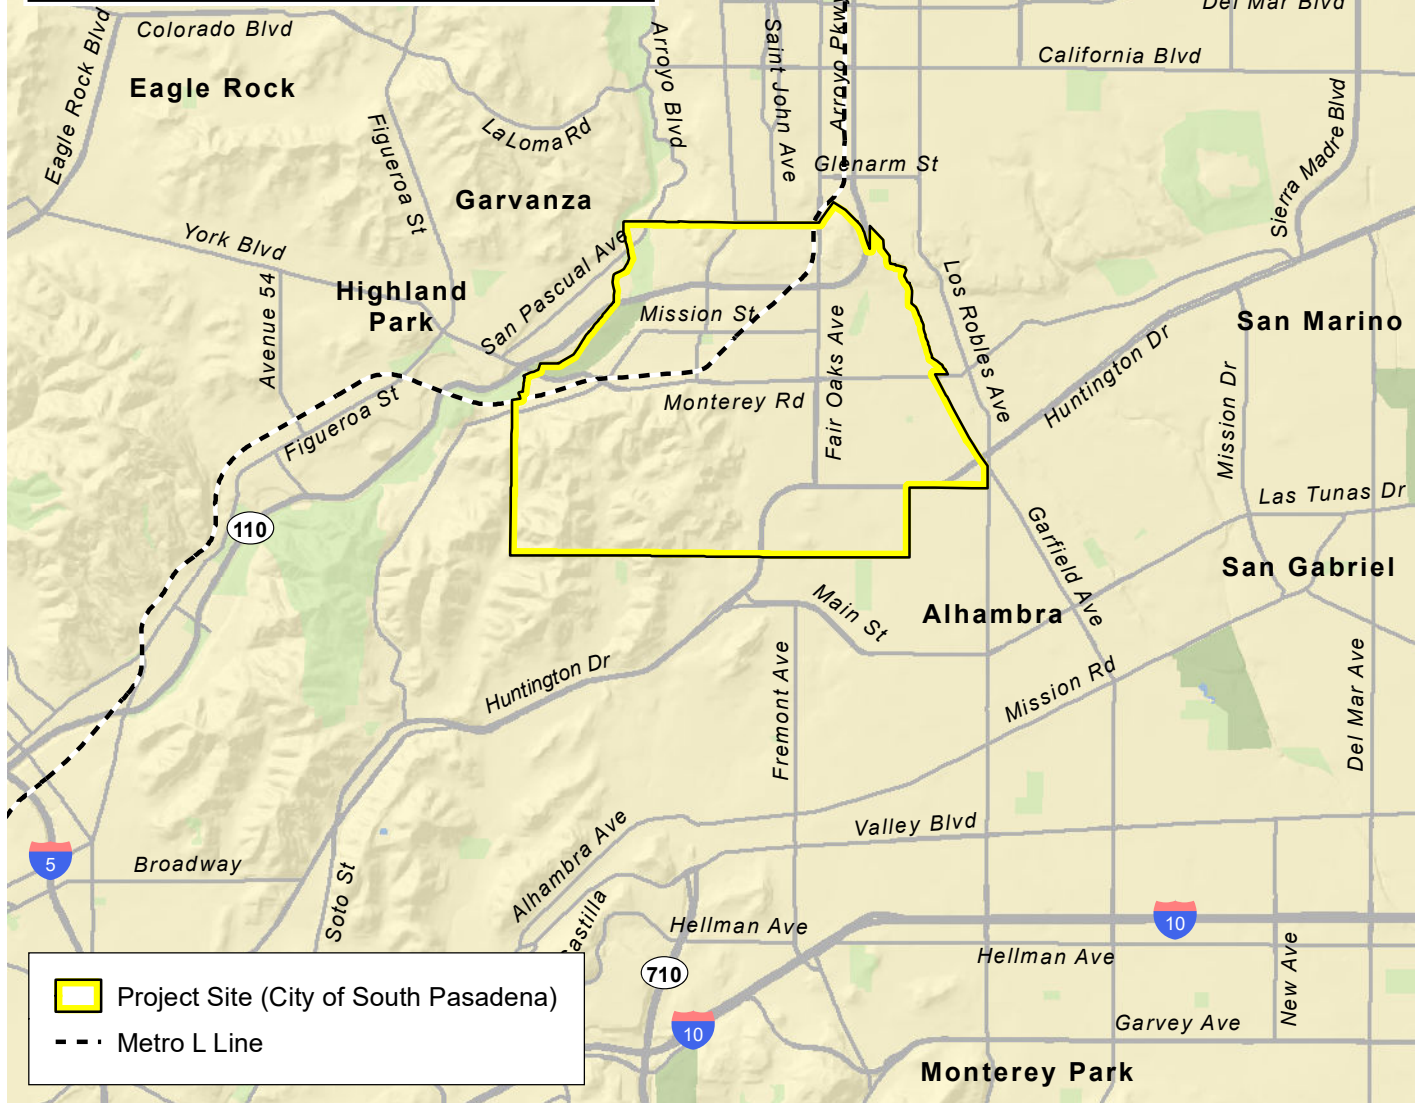 Del Mar Blvd
Colorado Blvd
Eagle Rock Blvd
Eagle Rock
Arroyo Blvd
Saint John Ave
Arroyo Pkwy
California Blvd
Sierra Madre Blvd
La Loma Rd
Figueroa St
Glenarm St
Garvanza
York Blvd
San Pascual Ave
Avenue 54
Highland
Park
Mission St
Los Robles Ave
San Marino
Fair Oaks Ave
Huntington Dr
Mission Dr
Monterey Rd
Figueroa St
Las Tunas Dr
110
Garfield Ave
San Gabriel
Main St
Alhambra
Huntington Dr
Fremont Ave
Mission Rd
Del Mar Ave
Alhambra Ave
Valley Blvd
5
Broadway
Soto St
Hellman Ave
10
Hellman Ave
New Ave
710
Project Site (City of South Pasadena)
10
Garvey Ave
Metro L Line
Monterey Park